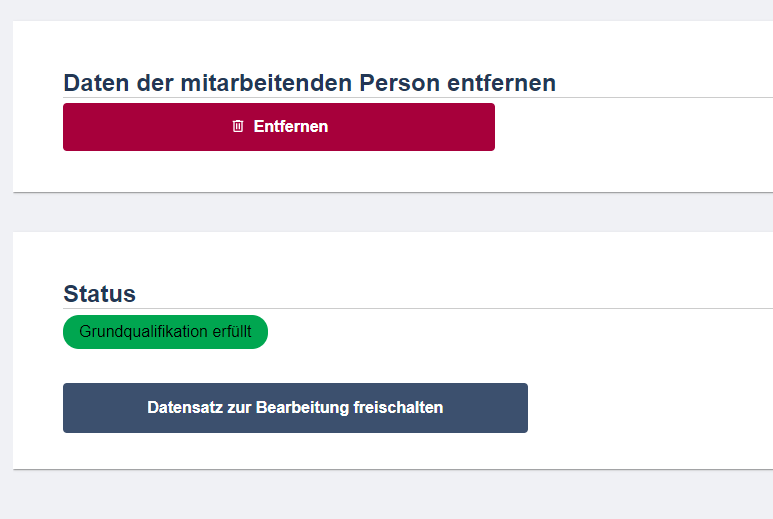 Daten der mitarbeitenden Person entfernen
Entfernen
Status
Grundqualifikation erfüllt
Datensatz zur Bearbeitung freischalten